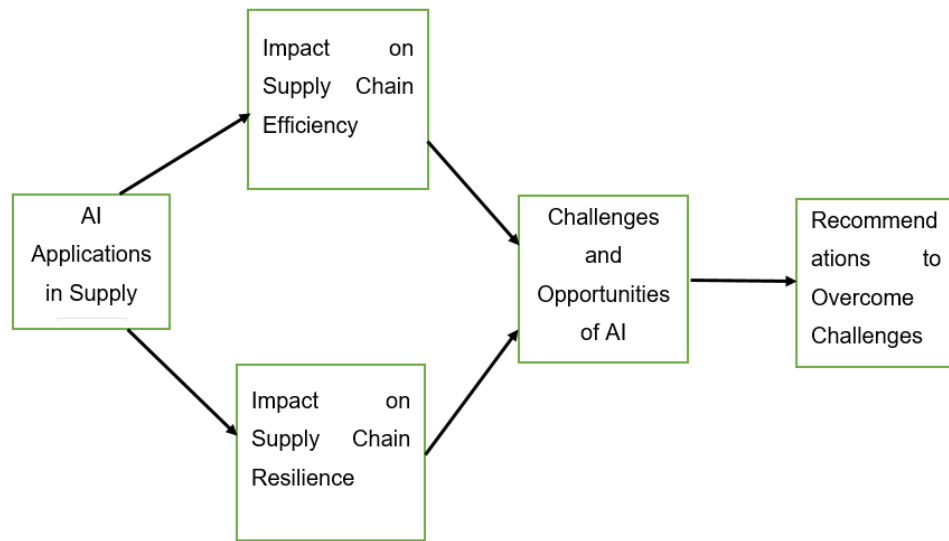 Impact on
Supply Chain
Efficiency
AI
Applications
in Supply
Challenges
and
Opportunities
of AI
Recommend
ations to
Overcome
Challenges
Impact on
Supply Chain
Resilience